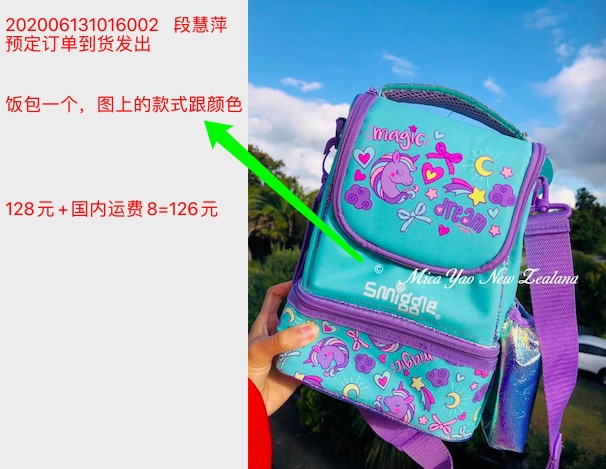 202006131016002 段慧萍
预定订单到货发出
饭包一个，图上的款式跟颜色
128元+国内运费8=126元
magic
dream
© Mica Yao New Zealand
Smiggle
magic